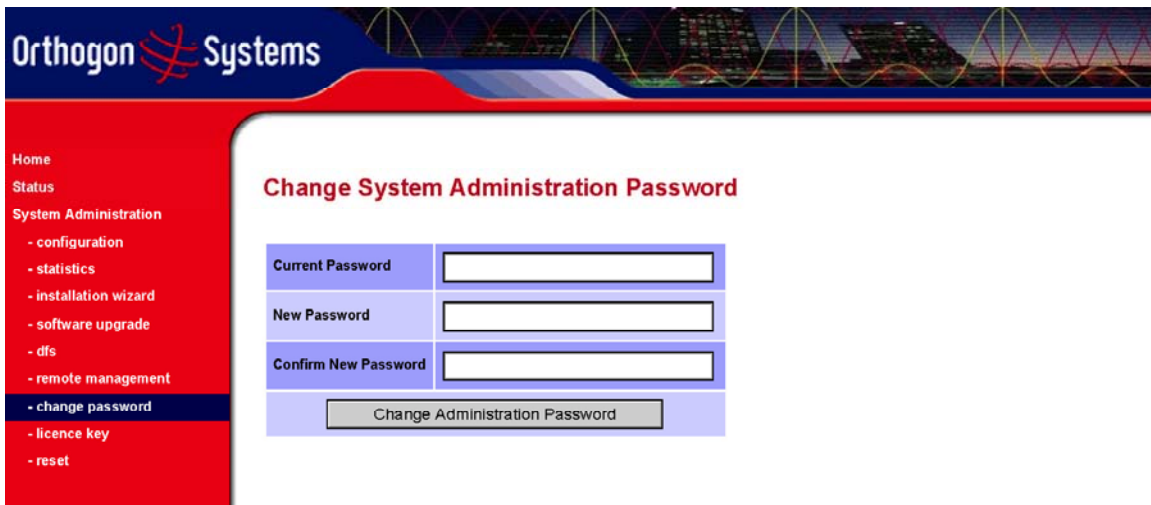 Orthogon Systems
Home
Status
System Administration
- configuration
- statistics
- installation wizard
- software upgrade
- dfs
- remote management
- change password
- licence key
- reset
Change System Administration Password
Current Password
New Password
Confirm New Password
Change Administration Password